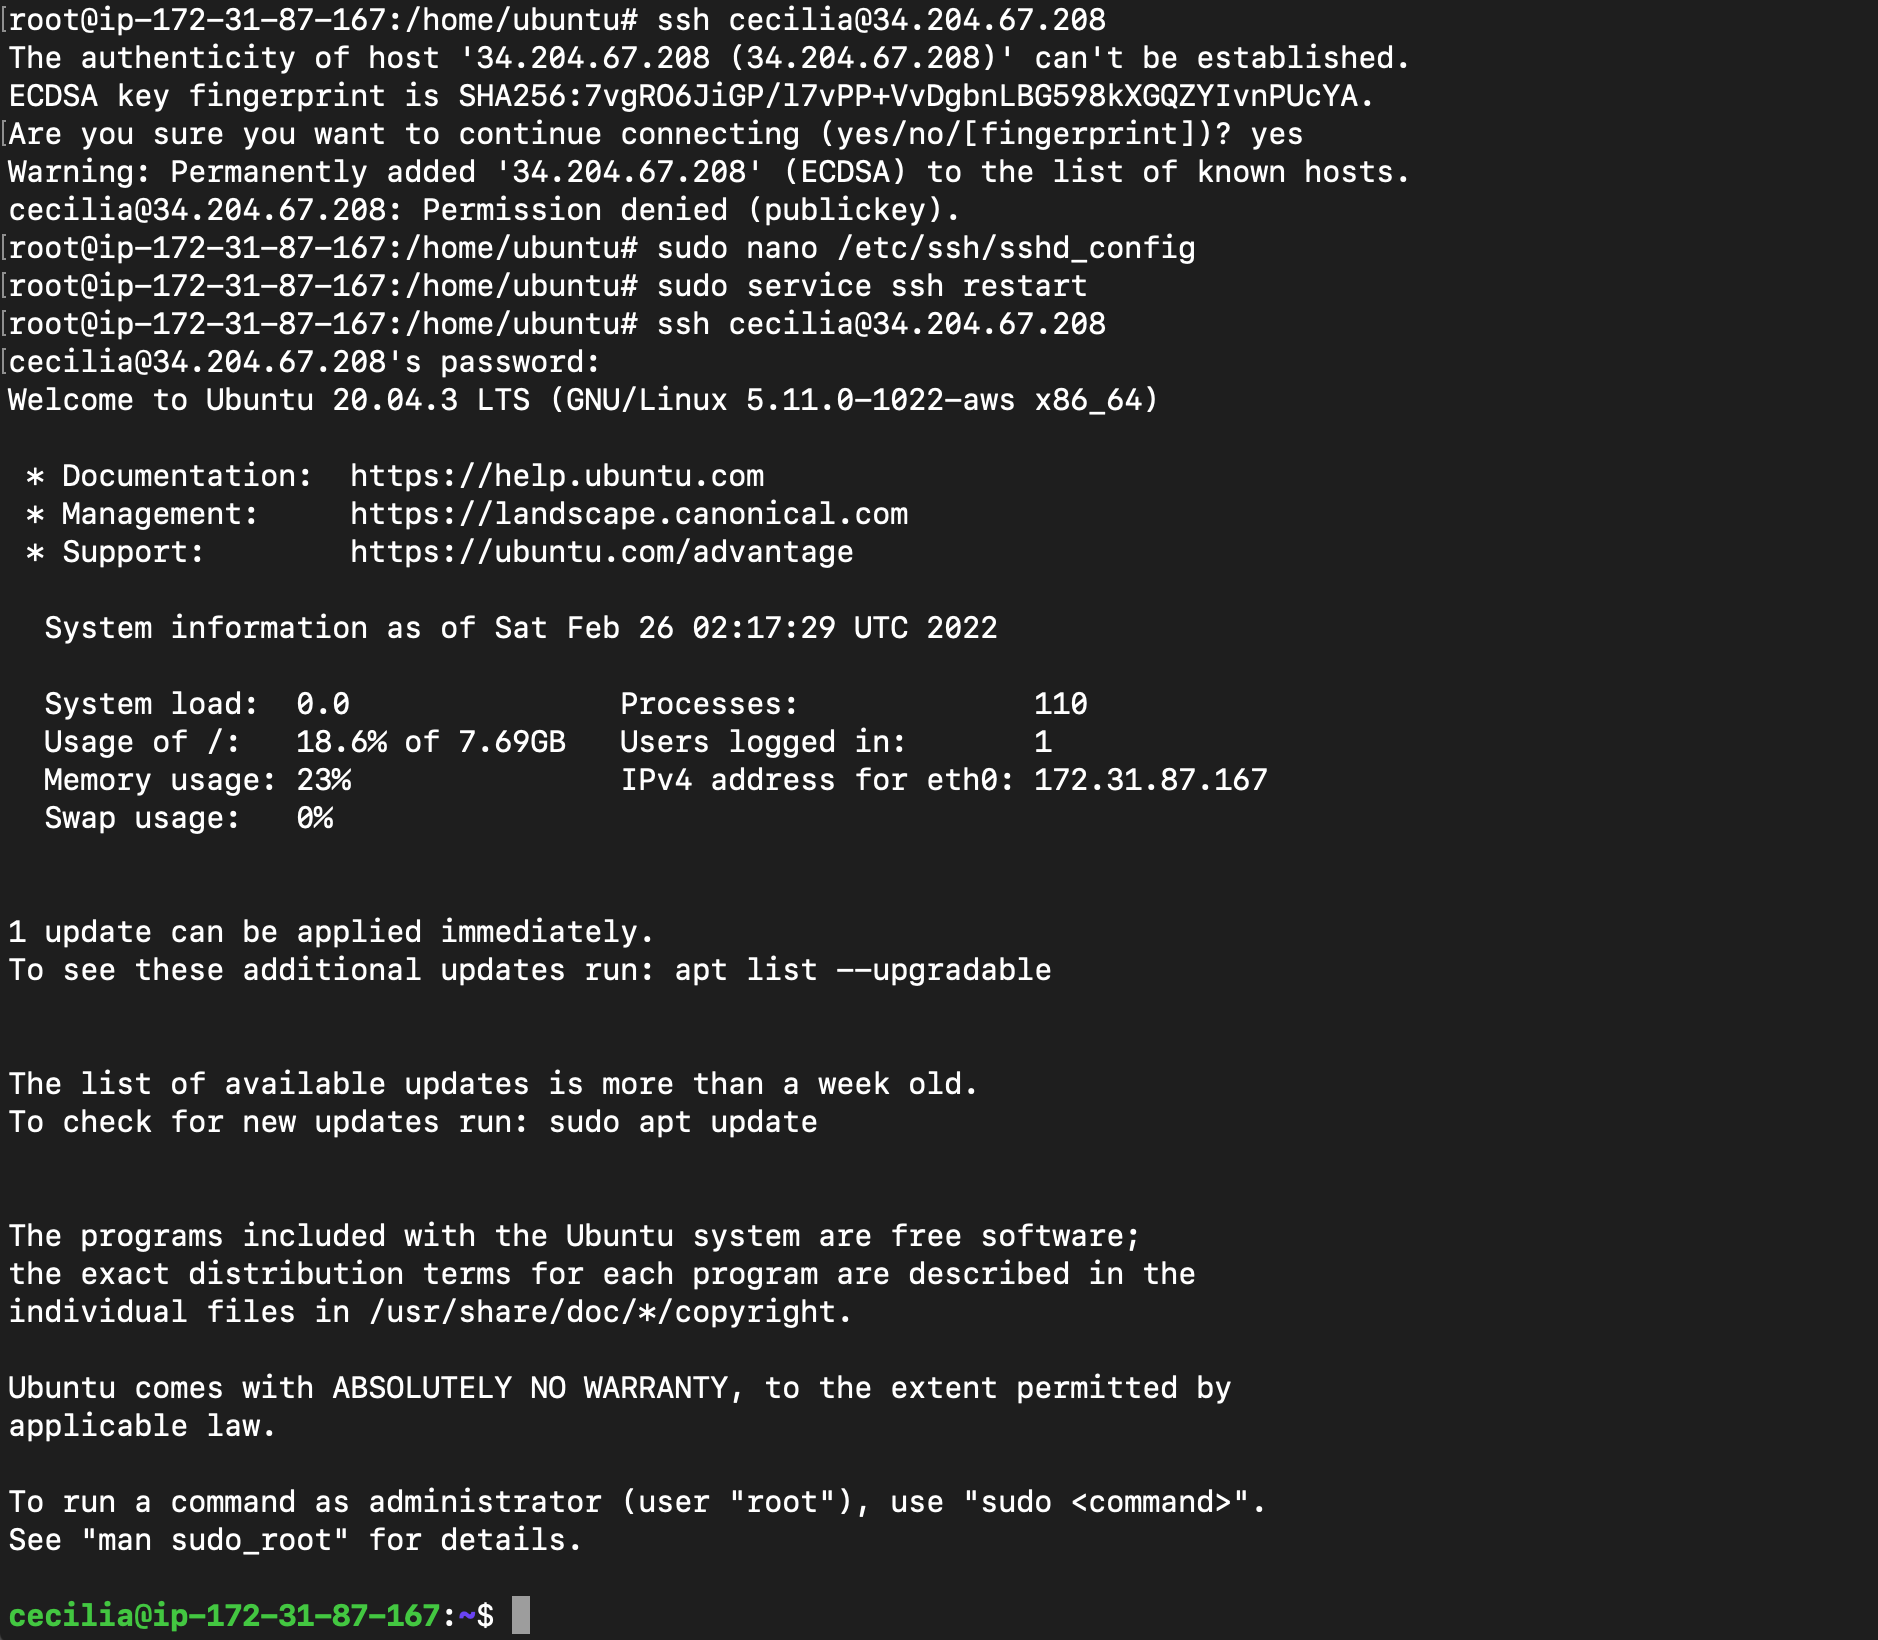 [root@ip-172-31-87-167:/home/ubuntu# ssh cecilia@34.204.67.208
The authenticity of host '34.204.67.208 (34.204.67.208)' can't be established.
ECDSA key fingerprint is SHA256:7vgRO6JiGP/l7vPP+VvDgbnLBG598kXGQZYIvnPUcYA.
[Are you sure you want to continue connecting (yes/no/[fingerprint])? yes
Warning: Permanently added '34.204.67.208' (ECDSA) to the list of known hosts.
cecilia@34.204.67.208: Permission denied (publickey).
[root@ip-172-31-87-167:/home/ubuntu# sudo nano /etc/ssh/sshd_config
[root@ip-172-31-87-167:/home/ubuntu# sudo service ssh restart
[root@ip-172-31-87-167:/home/ubuntu# ssh cecilia@34.204.67.208
[cecilia@34.204.67.208's password:
Welcome to Ubuntu 20.04.3 LTS (GNU/Linux 5.11.0-1022-aws x86_64)

 * Documentation:  https://help.ubuntu.com
 * Management:     https://landscape.canonical.com
 * Support:        https://ubuntu.com/advantage

  System information as of Sat Feb 26 02:17:29 UTC 2022

  System load:  0.0               Processes:             110
  Usage of /:   18.6% of 7.69GB   Users logged in:       1
  Memory usage: 23%               IPv4 address for eth0: 172.31.87.167
  Swap usage:   0%

1 update can be applied immediately.
To see these additional updates run: apt list --upgradable

The list of available updates is more than a week old.
To check for new updates run: sudo apt update

The programs included with the Ubuntu system are free software;
the exact distribution terms for each program are described in the
individual files in /usr/share/doc/*/copyright.

Ubuntu comes with ABSOLUTELY NO WARRANTY, to the extent permitted by
applicable law.

To run a command as administrator (user "root"), use "sudo <command>".
See "man sudo_root" for details.

cecilia@ip-172-31-87-167:~$